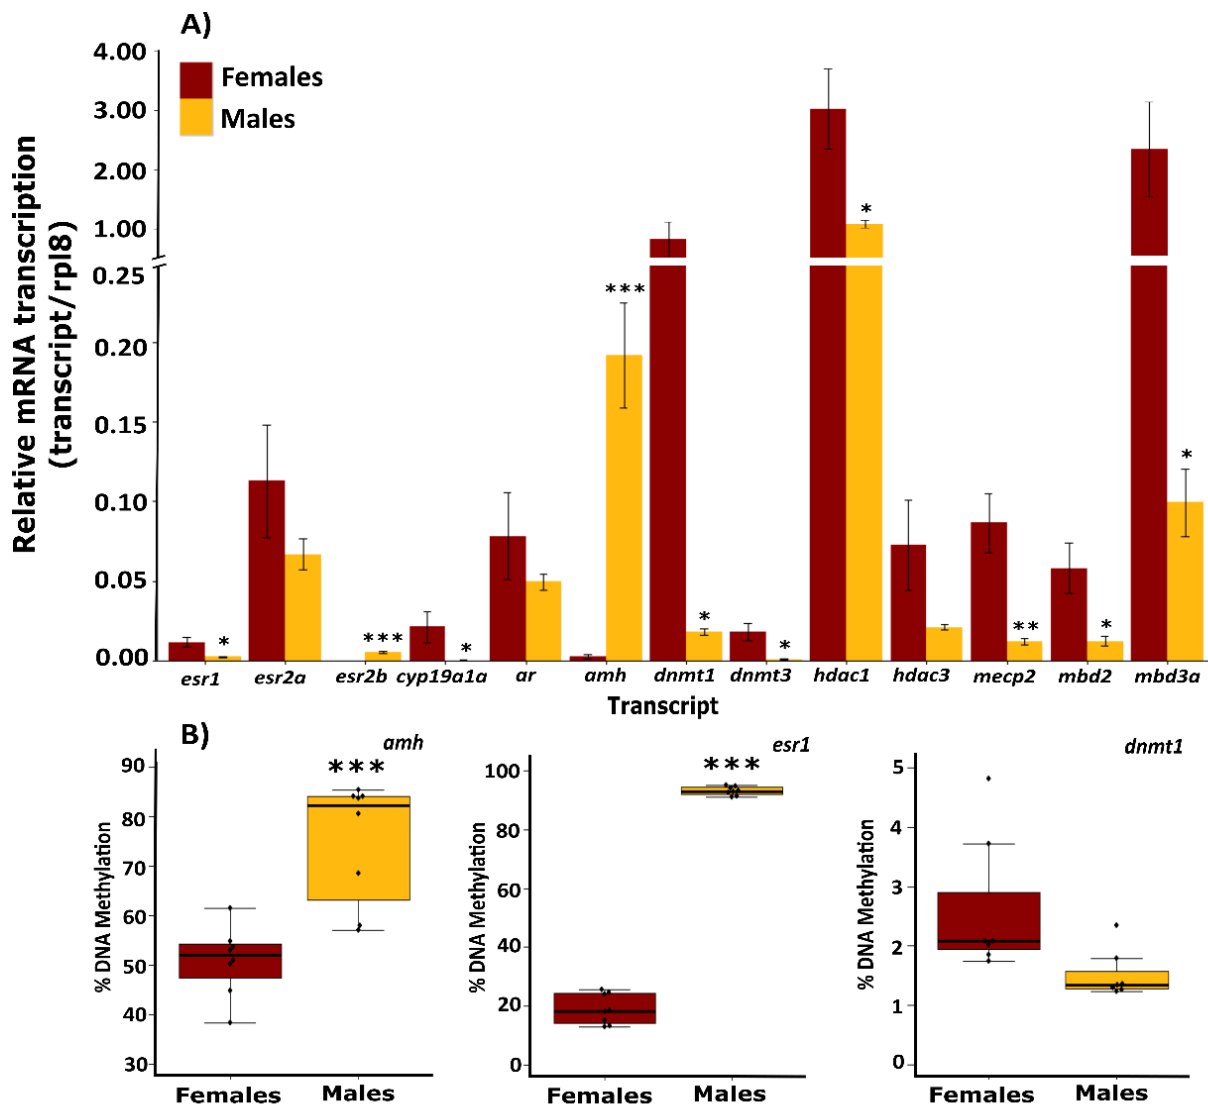 A)
Females
Males
Relative mRNA transcription
(transcript/rpl8)
4.00
3.00
2.00
1.00
0.25
0.20
0.15
0.10
0.05
0.00
***
*
*
*
***
*
*
*
**
*
esr1 esr2a esr2b cyp19a1a ar amh dnmt1 dnmt3 hdac1 hdac3 mecp2 mbd2 mbd3a
Transcript
B)
amh
***
% DNA Methylation
90
80
70
60
50
40
30
Females Males
esr1
***
% DNA Methylation
100
80
60
40
20
0
Females Males
dnmt1
% DNA Methylation
5
4
3
2
1
0
Females Males